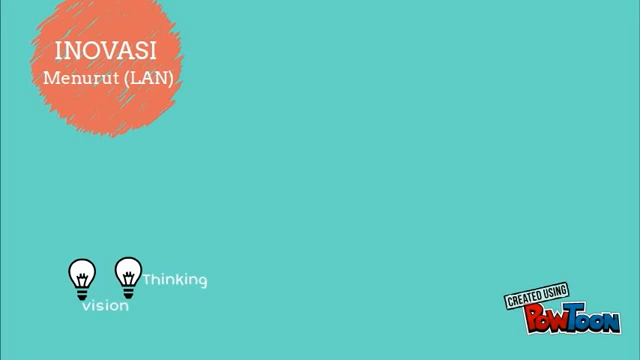 INOVASI
Menurut (LAN)
Thinking
vision
CREATED USING
POWTOON